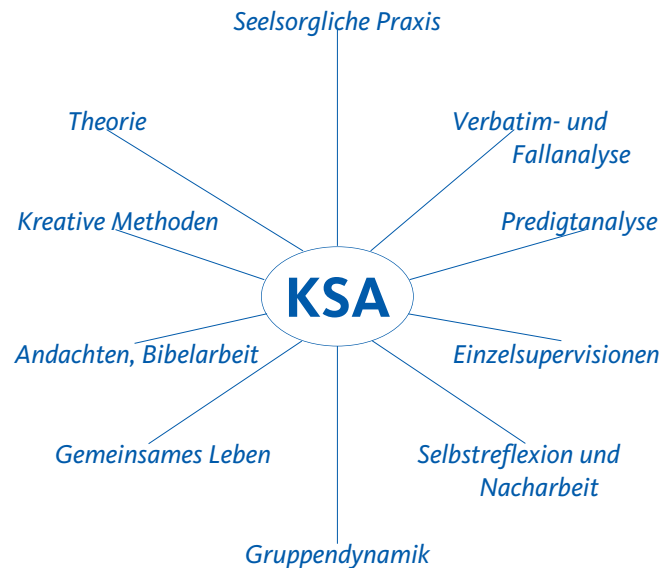 Seelsorgliche Praxis
Theorie
Verbatim- und
Fallanalyse
Kreative Methoden
Predigtanalyse
KSA
Andachten, Bibelarbeit
Einzelsupervisionen
Gemeinsames Leben
Selbstreflexion und
Nacharbeit
Gruppendynamik